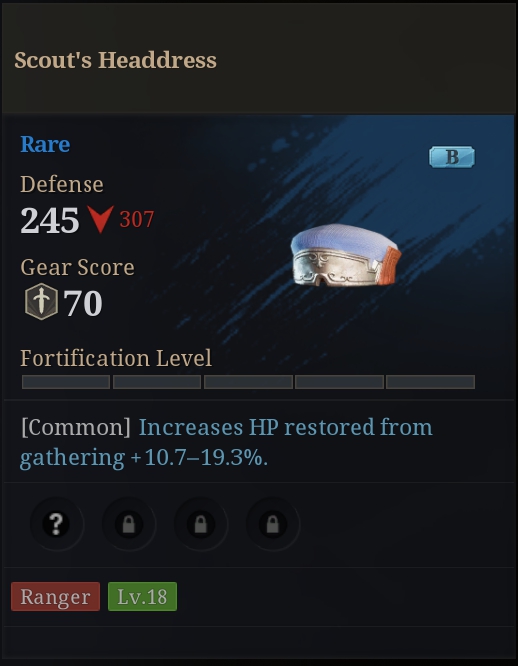 Scout's Headdress
Rare
B
Defense
245 307
Gear Score
70
Fortification Level
[Common] Increases HP restored from
gathering +10.7–19.3%.
?
Ranger Lv.18